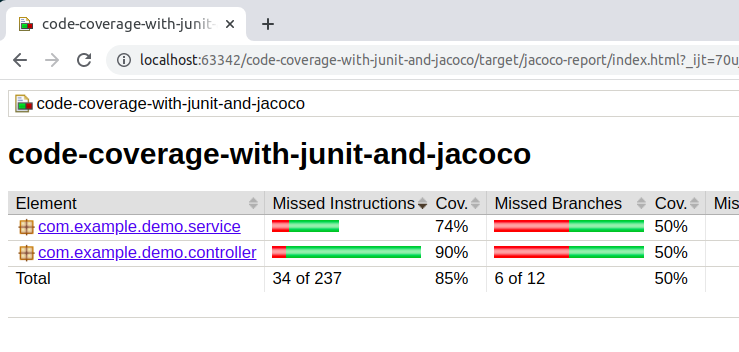 code-coverage-with-junit
localhost:63342/code-coverage-with-junit-and-jacoco/target/jacoco-report/index.html?_ijt=70u
code-coverage-with-junit-and-jacoco
code-coverage-with-junit-and-jacoco
Element Missed Instructions Cov. Missed Branches Cov. Mis
com.example.demo.service 74% 50%
com.example.demo.controller 90% 50%
Total 34 of 237 85% 6 of 12 50%